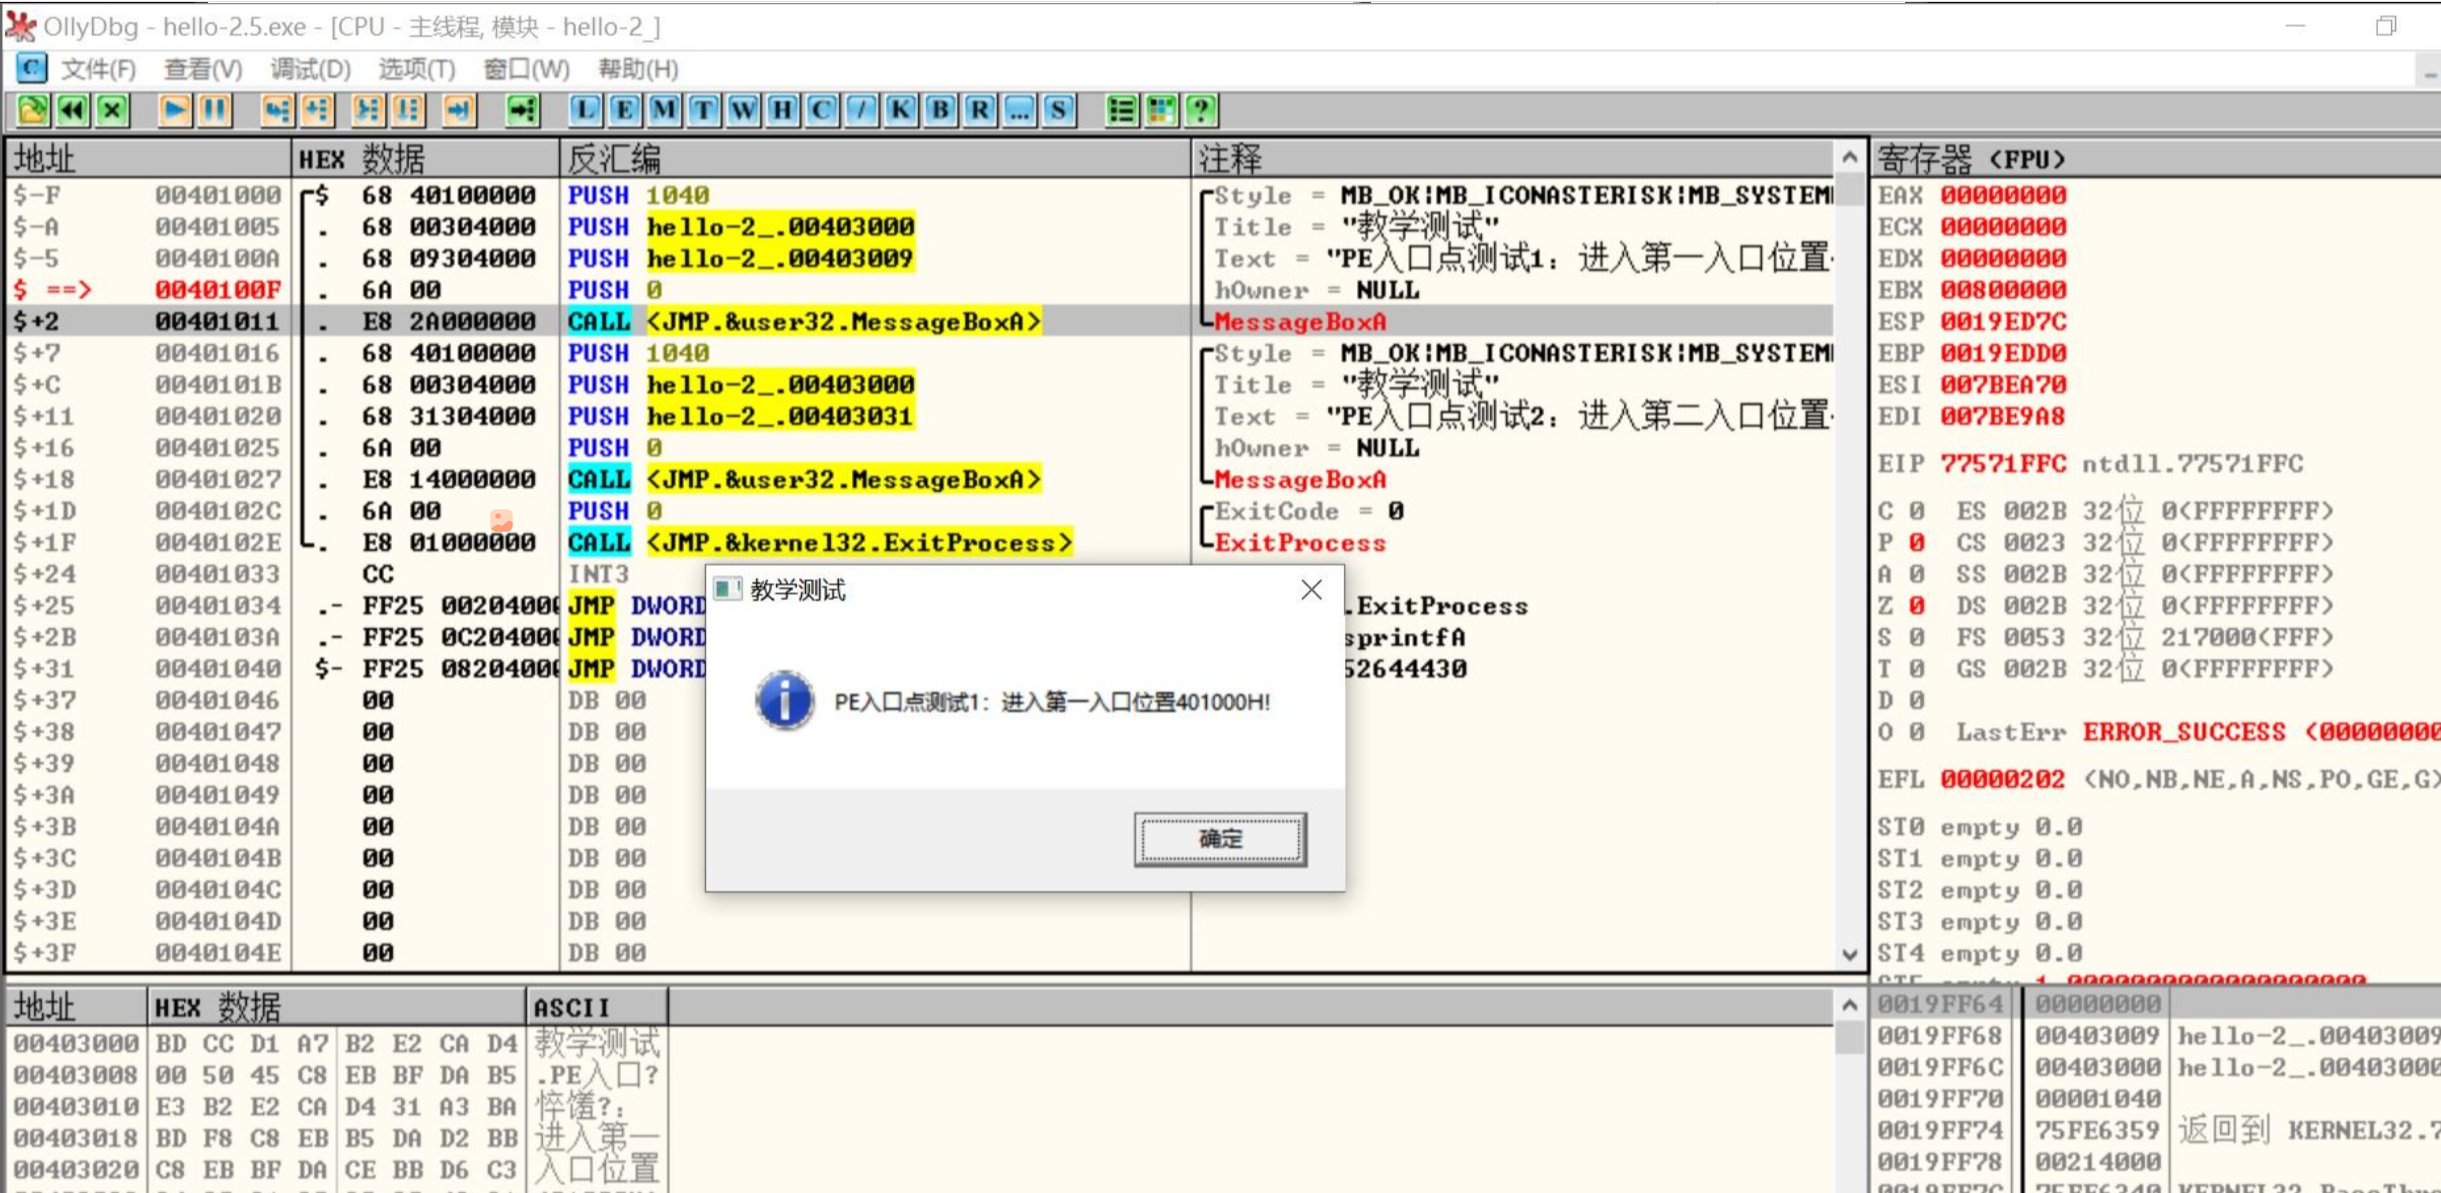 OllyDbg - hello-2.5.exe - [CPU - 主线程, 模块 - hello-2_]
C 文件(F) 查看(V) 调试(D) 选项(T) 窗口(W) 帮助(H)
L E M T W H C / K B R ... S ?
地址 HEX 数据 反汇编 注释 寄存器 (FPU)
$-F 00401000 $ 68 40100000 PUSH 1040 Style = MB_OK|MB_ICONASTERISK|MB_SYSTEM EAX 00000000
$-A 00401005 . 68 00304000 PUSH hello-2_.00403000 Title = "教学测试" ECX 00000000
$-5 0040100A . 68 09304000 PUSH hello-2_.00403009 Text = "PE入口点测试1：进入第一入口位置 EDX 00000000
$ ==> 0040100F . 6A 00 PUSH 0 hOwner = NULL EBX 00800000
$+2 00401011 . E8 2A000000 CALL <JMP.&user32.MessageBoxA> MessageBoxA ESP 0019ED7C
$+7 00401016 . 68 40100000 PUSH 1040 Style = MB_OK|MB_ICONASTERISK|MB_SYSTEM EBP 0019EDD0
$+C 0040101B . 68 00304000 PUSH hello-2_.00403000 Title = "教学测试" ESI 007BEA70
$+11 00401020 . 68 31304000 PUSH hello-2_.00403031 Text = "PE入口点测试2：进入第二入口位置 EDI 007BE9A8
$+16 00401025 . 6A 00 PUSH 0 hOwner = NULL
EIP 77571FFC ntdll.77571FFC
$+18 00401027 . E8 14000000 CALL <JMP.&user32.MessageBoxA> MessageBoxA
$+1D 0040102C . 6A 00 PUSH 0 ExitCode = 0 C 0 ES 002B 32位 0(FFFFFFFF)
$+1F 0040102E . E8 01000000 CALL <JMP.&kernel32.ExitProcess> ExitProcess P 0 CS 0023 32位 0(FFFFFFFF)
$+24 00401033 CC INT3 A 0 SS 002B 32位 0(FFFFFFFF)
$+25 00401034 .- FF25 00204000 JMP DWORD .ExitProcess Z 0 DS 002B 32位 0(FFFFFFFF)
$+2B 0040103A .- FF25 0C204000 JMP DWORD sprintfA S 0 FS 0053 32位 217000(FFF)
$+31 00401040 $- FF25 08204000 JMP DWORD 52644430 T 0 GS 002B 32位 0(FFFFFFFF)
$+37 00401046 00 DB 00 D 0
$+38 00401047 00 DB 00 O 0 LastErr ERROR_SUCCESS (00000000
$+39 00401048 00 DB 00
EFL 00000202 (NO,NB,NE,A,NS,PO,GE,G)
$+3A 00401049 00 DB 00
$+3B 0040104A 00 DB 00 ST0 empty 0.0
$+3C 0040104B 00 DB 00 ST1 empty 0.0
$+3D 0040104C 00 DB 00 ST2 empty 0.0
$+3E 0040104D 00 DB 00 ST3 empty 0.0
$+3F 0040104E 00 DB 00 ST4 empty 0.0
教学测试
PE入口点测试1：进入第一入口位置401000H!
确定
地址 HEX 数据 ASCII
00403000 BD CC D1 A7 B2 E2 CA D4 教学测试
00403008 00 50 45 C8 EB BF DA B5 .PE入口?
00403010 E3 B2 E2 CA D4 31 A3 BA 悴馐?：
00403018 BD F8 C8 EB B5 DA D2 BB 进入第一
00403020 C8 EB BF DA CE BB D6 C3 入口位置
0019FF64 00000000
0019FF68 00403009 hello-2_.00403009
0019FF6C 00403000 hello-2_.00403000
0019FF70 00001040
0019FF74 75FE6359 返回到 KERNEL32.7
0019FF78 00214000